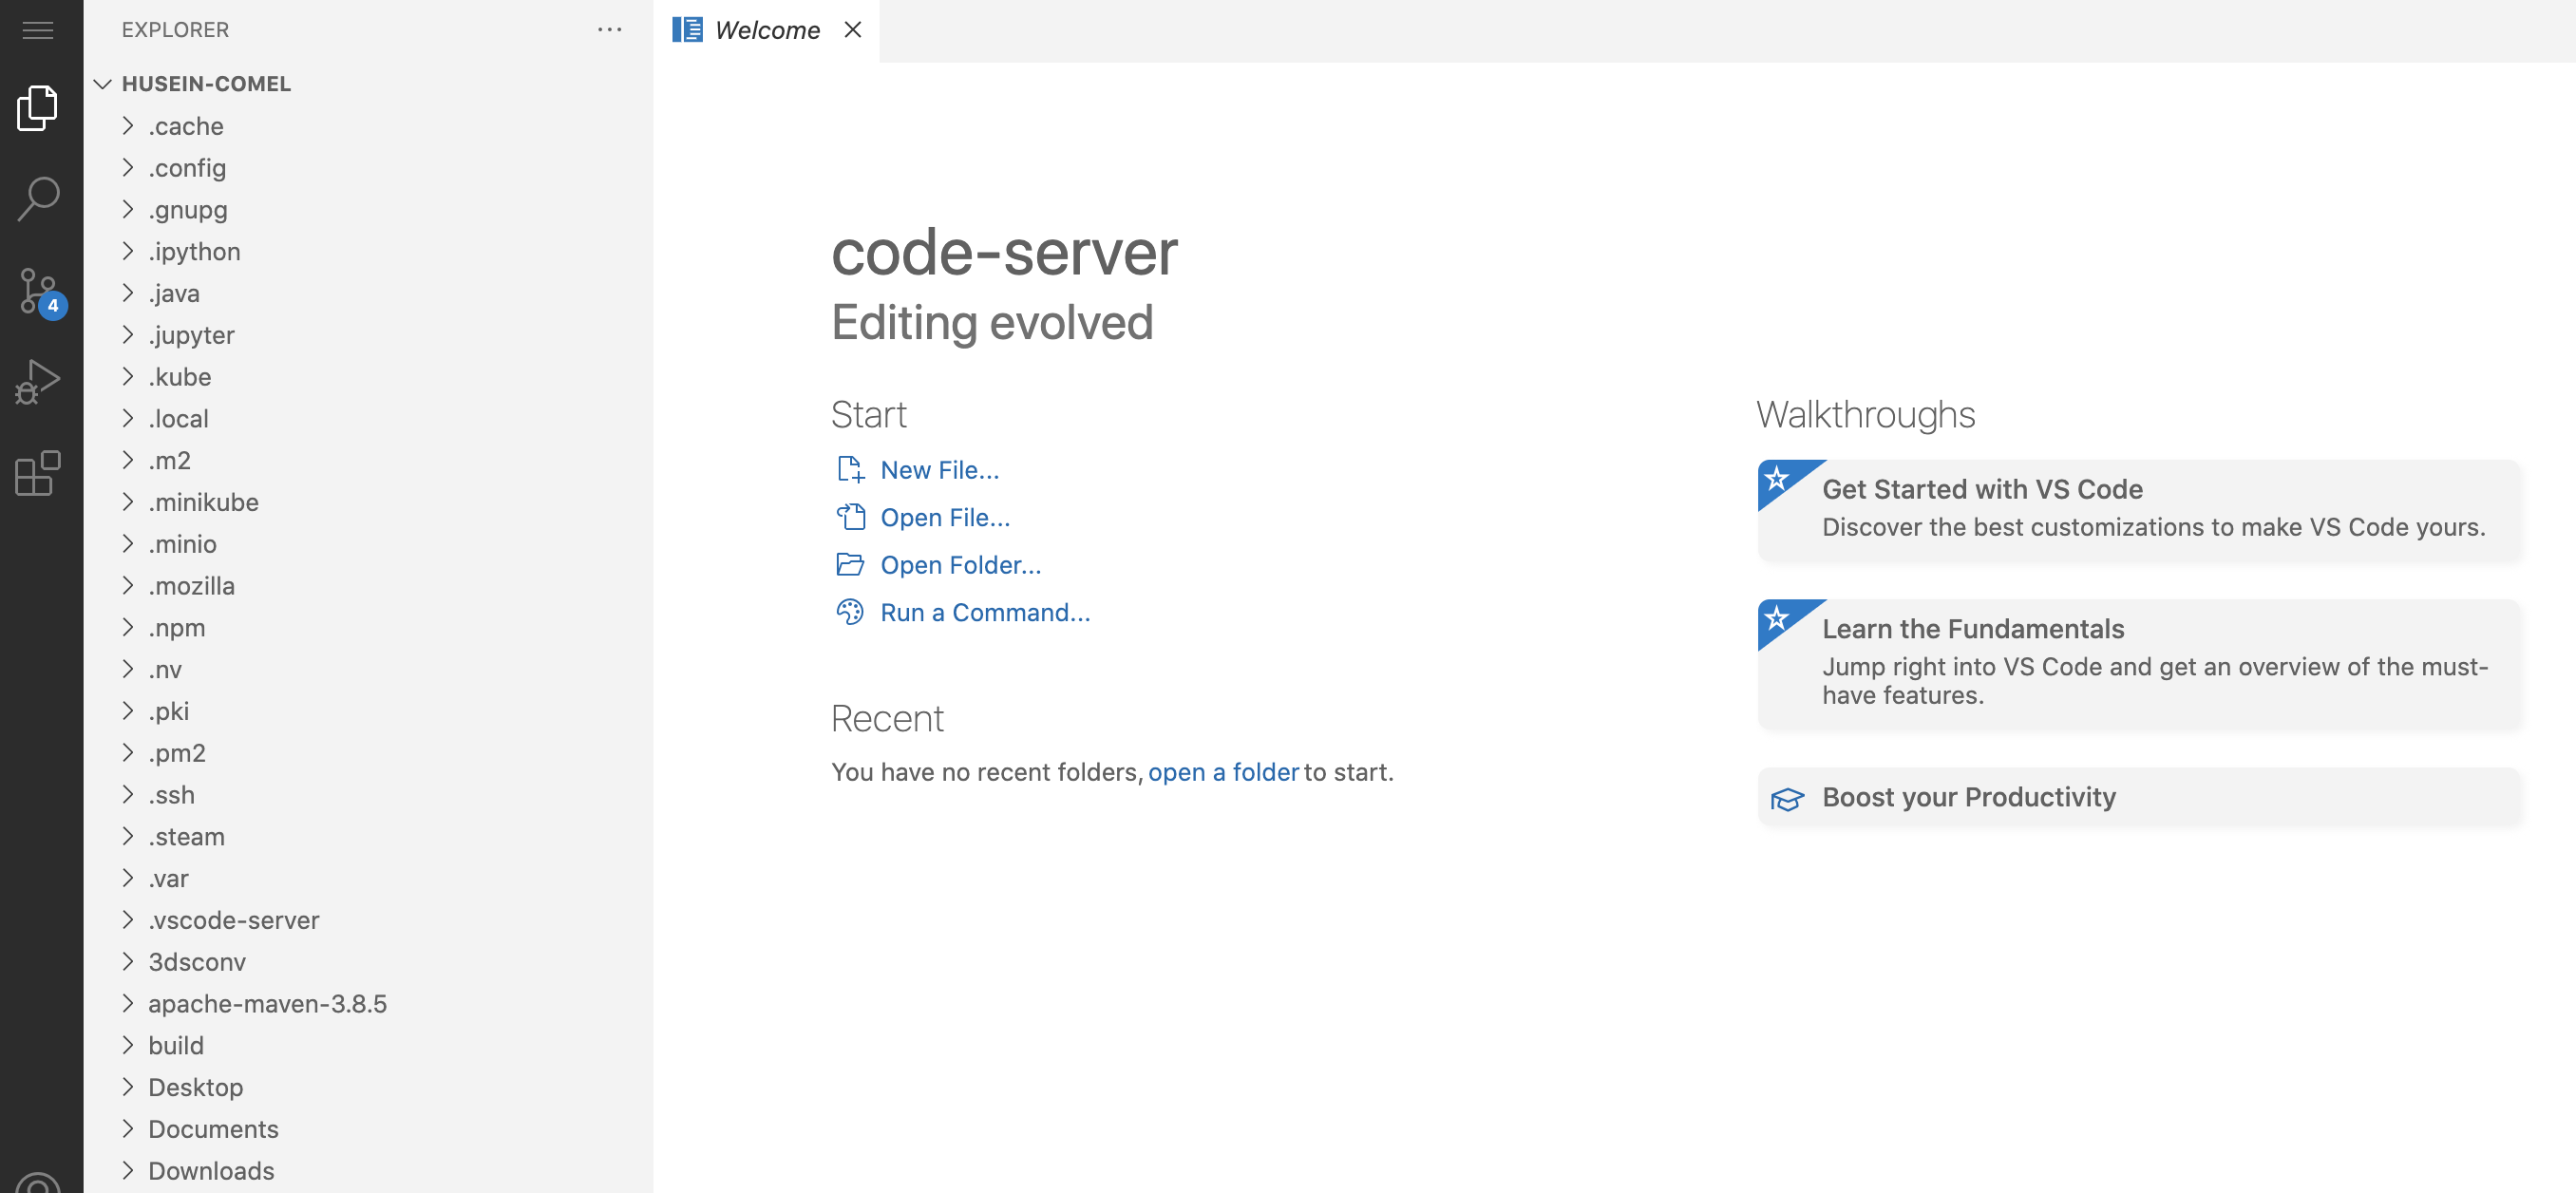 EXPLORER
HUSEIN-COMEL
.cache
.config
.gnupg
.ipython
.java
.jupyter
.kube
.local
.m2
.minikube
.minio
.mozilla
.npm
.nv
.pki
.pm2
.ssh
.steam
.var
.vscode-server
3dsconv
apache-maven-3.8.5
build
Desktop
Documents
Downloads
4
Welcome
code-server
Editing evolved
Start
New File...
Open File...
Open Folder...
Run a Command...
Recent
You have no recent folders, open a folder to start.
Walkthroughs
Get Started with VS Code
Discover the best customizations to make VS Code yours.
Learn the Fundamentals
Jump right into VS Code and get an overview of the must-
have features.
Boost your Productivity